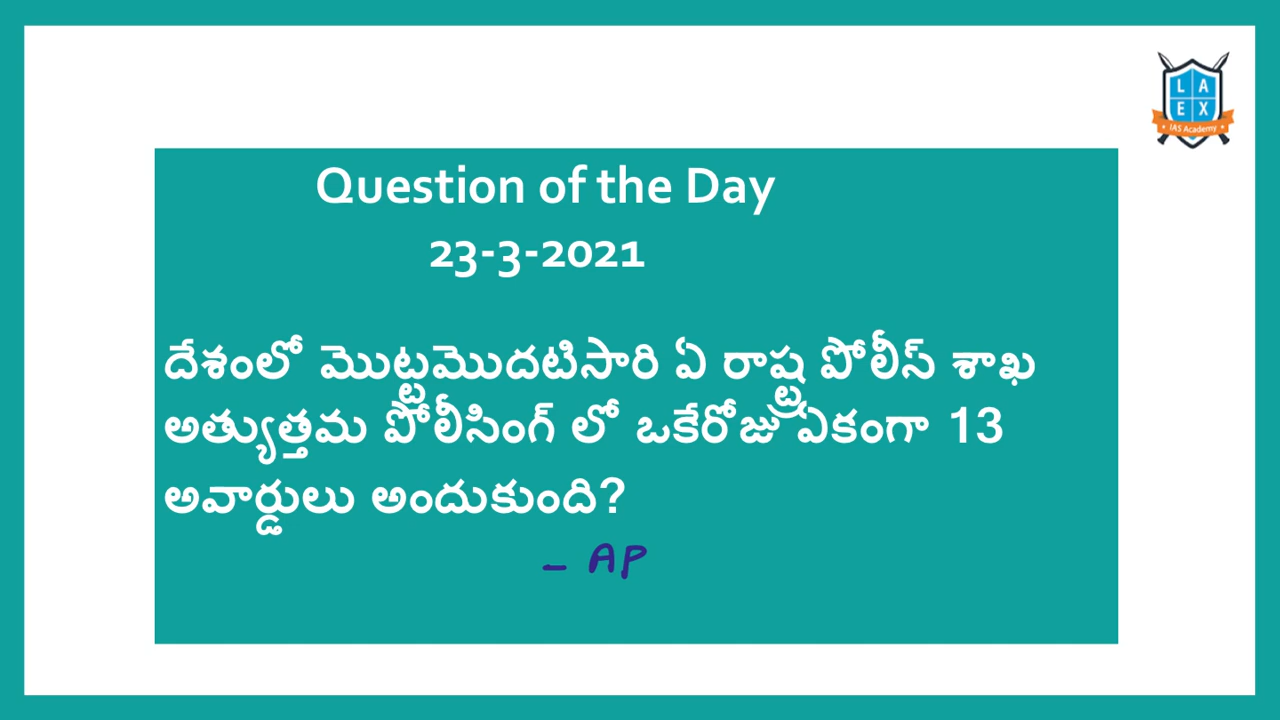 L A
E X
IAS Academy
Question of the Day
23-3-2021
దేశంలో మొట్టమొదటిసారి ఏ రాష్ట్ర పోలీస్ శాఖ
అత్యుత్తమ పోలీసింగ్ లో ఒకేరోజు ఏకంగా 13
అవార్డులు అందుకుంది?
- AP